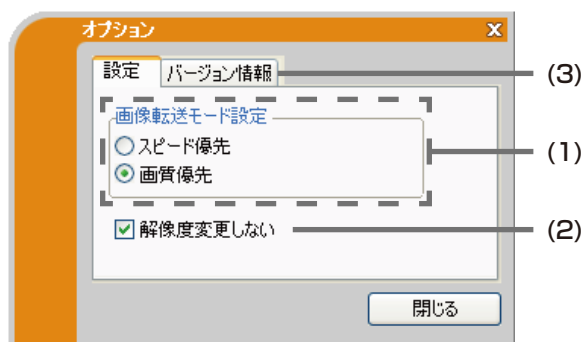 オプション
設定 バージョン情報 (3)
画像転送モード設定
スピード優先 (1)
画質優先
解像度変更しない (2)
閉じる